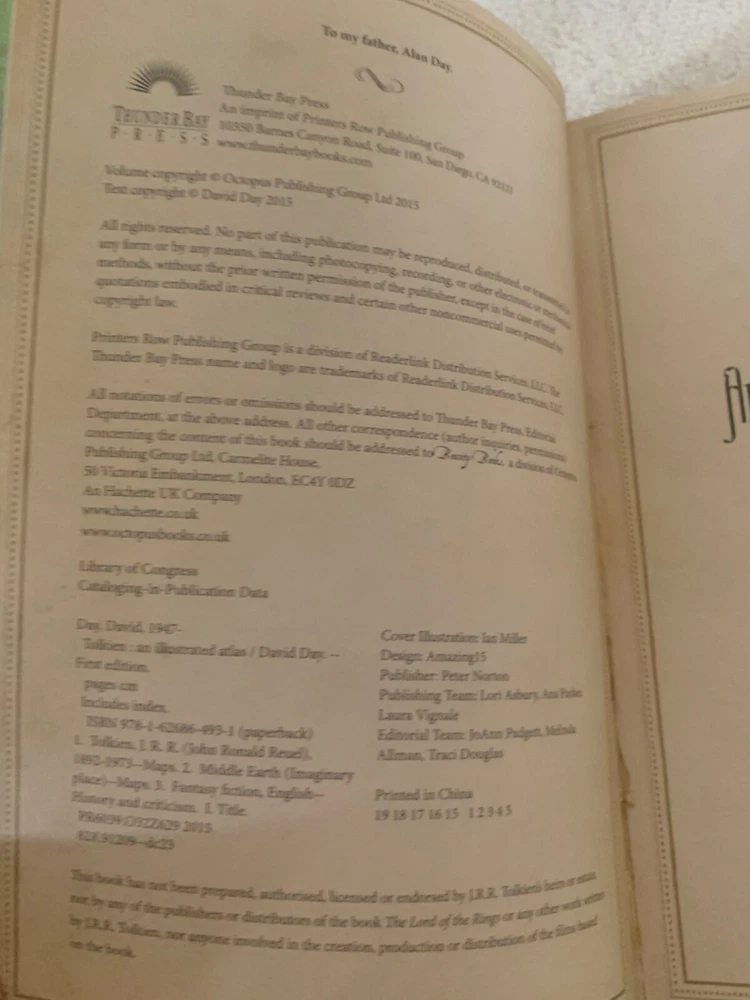 To my father, Alan Day.
THUNDER BAY
P · R · E · S · S
Thunder Bay Press
An imprint of Printers Row Publishing Group
10350 Barnes Canyon Road, Suite 100, San Diego, CA 92121
www.thunderbaybooks.com
Volume copyright © Octopus Publishing Group Ltd 2015
Text copyright © David Day 2015
All rights reserved. No part of this publication may be reproduced, distributed, or transmitted in
any form or by any means, including photocopying, recording, or other electronic or mechanical
methods, without the prior written permission of the publisher, except in the case of brief
quotations embodied in critical reviews and certain other noncommercial uses permitted by
copyright law.
Printers Row Publishing Group is a division of Readerlink Distribution Services, LLC. The
Thunder Bay Press name and logo are trademarks of Readerlink Distribution Services, LLC.
All notations of errors or omissions should be addressed to Thunder Bay Press, Editorial
Department, at the above address. All other correspondence (author inquiries, permissions)
concerning the content of this book should be addressed to Bounty Books, a division of Octopus
Publishing Group Ltd, Carmelite House,
50 Victoria Embankment, London, EC4Y 0DZ
An Hachette UK Company
www.hachette.co.uk
www.octopusbooks.co.uk
Library of Congress
Cataloging-in-Publication Data
Day, David, 1947-
Tolkien : an illustrated atlas / David Day. --
First edition.
pages cm
Includes index.
ISBN 978-1-62686-493-1 (paperback)
1. Tolkien, J. R. R. (John Ronald Reuel),
1892-1973--Maps. 2. Middle Earth (Imaginary
place)--Maps. 3. Fantasy fiction, English--
History and criticism. I. Title.
PR6039.O32Z629 2015
828'.91209--dc23
Cover Illustration: Ian Miller
Design: Amazing15
Publisher: Peter Norton
Publishing Team: Lori Asbury, Ana Parker,
Laura Vignale
Editorial Team: JoAnn Padgett, Melinda
Allman, Traci Douglas
Printed in China
19 18 17 16 15 1 2 3 4 5
This book has not been prepared, authorised, licensed or endorsed by J.R.R. Tolkien's heirs or estate,
nor by any of the publishers or distributors of the book The Lord of the Rings or any other work written
by J.R.R. Tolkien, nor anyone involved in the creation, production or distribution of the films based
on the book.